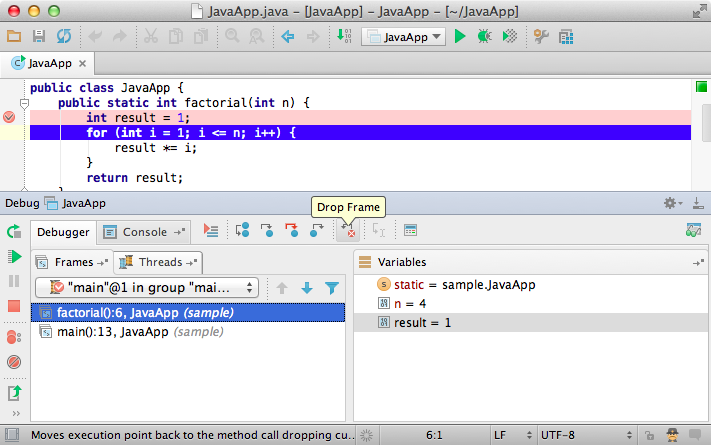 JavaApp.java – [JavaApp] – JavaApp – [~/JavaApp]
JavaApp
JavaApp
public class JavaApp {
public static int factorial(int n) {
int result = 1;
for (int i = 1; i <= n; i++) {
result *= i;
}
return result;
Debug JavaApp
Drop Frame
Debugger Console
Frames Threads
Variables
"main"@1 in group "mai...
factorial():6, JavaApp (sample)
main():13, JavaApp (sample)
static = sample.JavaApp
n = 4
result = 1
Moves execution point back to the method call dropping cu.. 6:1 LF UTF-8